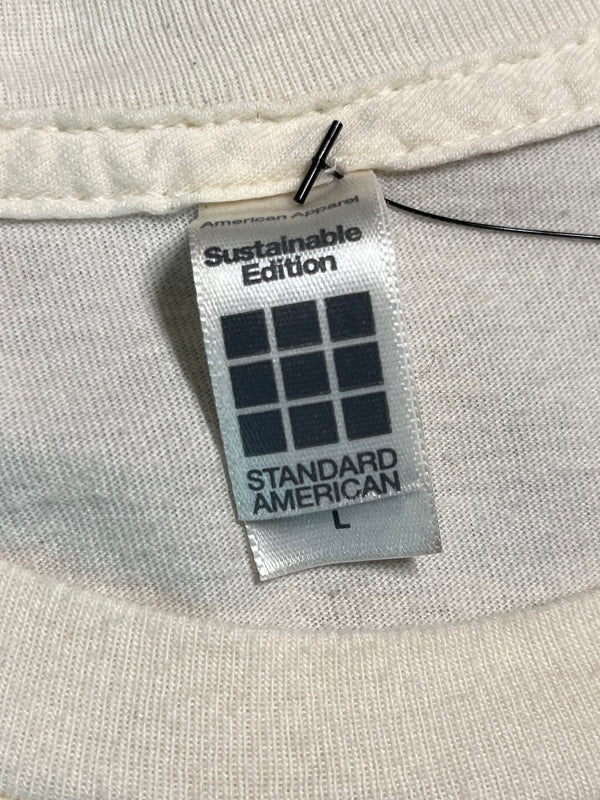 American Apparel
Sustainable
Edition
STANDARD
AMERICAN
L